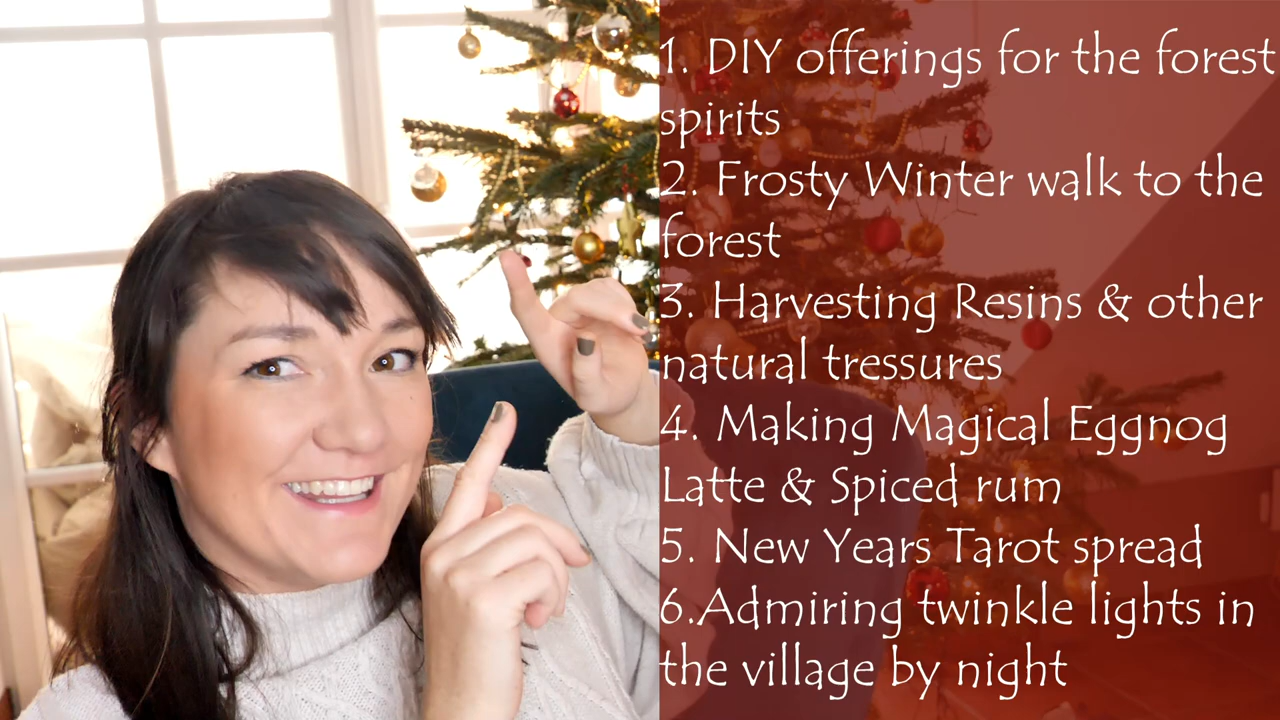 1. DIY offerings for the forest
spirits
2. Frosty Winter walk to the
forest
3. Harvesting Resins & other
natural tressures
4. Making Magical Eggnog
Latte & Spiced rum
5. New Years Tarot spread
6.Admiring twinkle lights in
the village by night